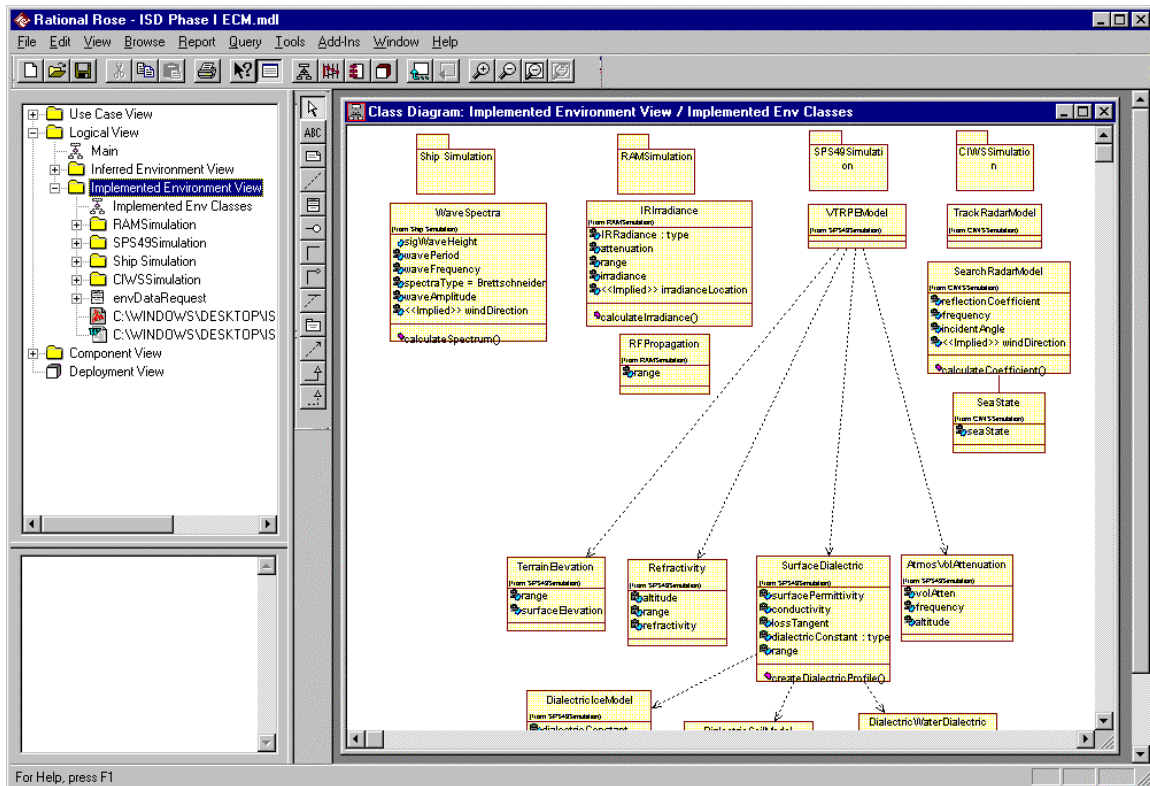 Rational Rose - ISD Phase I ECM.mdl
File Edit View Browse Report Query Tools Add-Ins Window Help
ABC
Use Case View
Logical View
Main
Inferred Environment View
Implemented Environment View
Implemented Env Classes
RAMSimulation
SPS49Simulation
Ship Simulation
CIWSSimulation
envDataRequest
C:\WINDOWS\DESKTOP\IS
C:\WINDOWS\DESKTOP\IS
Component View
Deployment View
Class Diagram: Implemented Environment View / Implemented Env Classes
Ship Simulation
RAMSimulation
SPS49Simulati
on
CIWSSimulatio
n
WaveSpectra
(from Ship Simulation)
sigWaveHeight
wavePeriod
waveFrequency
spectraType = Brettschneider
waveAmplitude
<<Implied>> windDirection
calculateSpectrum()
IRIrradiance
(from RAMSimulation)
IRRadiance : type
attenuation
range
irradiance
<<Implied>> irradianceLocation
calculateIrradiance()
RFPropagation
(from RAMSimulation)
range
VTRPEModel
(from SPS49Simulation)
TrackRadarModel
(from CIWSSimulation)
SearchRadarModel
(from CIWSSimulation)
reflectionCoefficient
frequency
incidentAngle
<<Implied>> windDirection
calculateCoefficient()
SeaState
(from CIWSSimulation)
seaState
TerrainElevation
(from SPS49Simulation)
range
surfaceElevation
Refractivity
(from SPS49Simulation)
altitude
range
refractivity
SurfaceDielectric
(from SPS49Simulation)
surfacePermittivity
conductivity
lossTangent
dielectricConstant : type
range
createDialectricProfile()
AtmosVolAttenuation
(from SPS49Simulation)
volAtten
frequency
altitude
DialectricIceModel
(from SPS49Simulation)
dialectricConstant
DialectricSoilModel
DialectricWaterDialectric
For Help, press F1